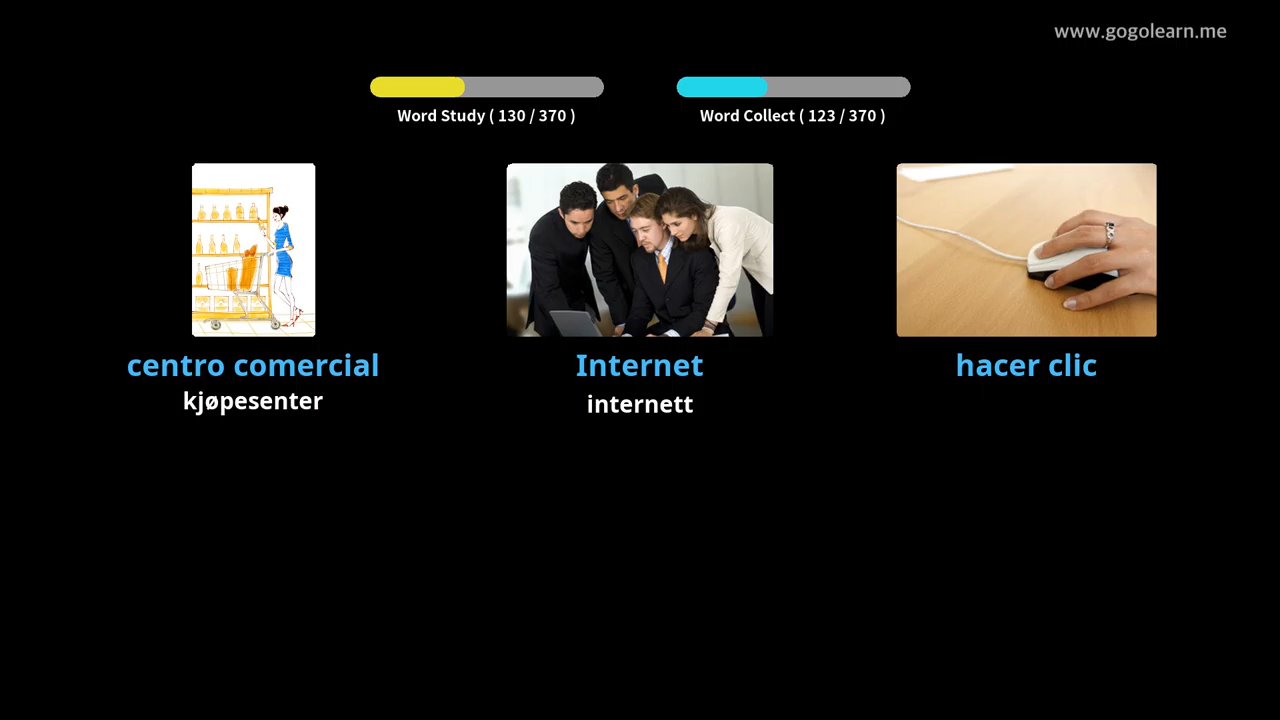 www.gogolearn.me
Word Study ( 130 / 370 )
Word Collect ( 123 / 370 )
centro comercial
kjøpesenter
Internet
internett
hacer clic